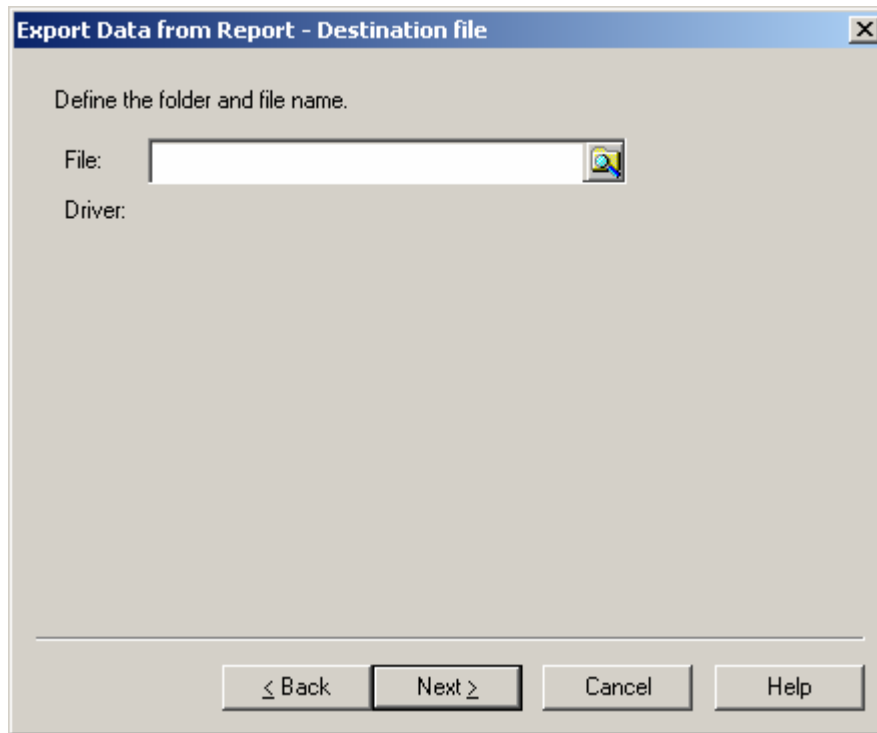 Export Data from Report - Destination file
Define the folder and file name.
File:
Driver:
< Back
Next >
Cancel
Help